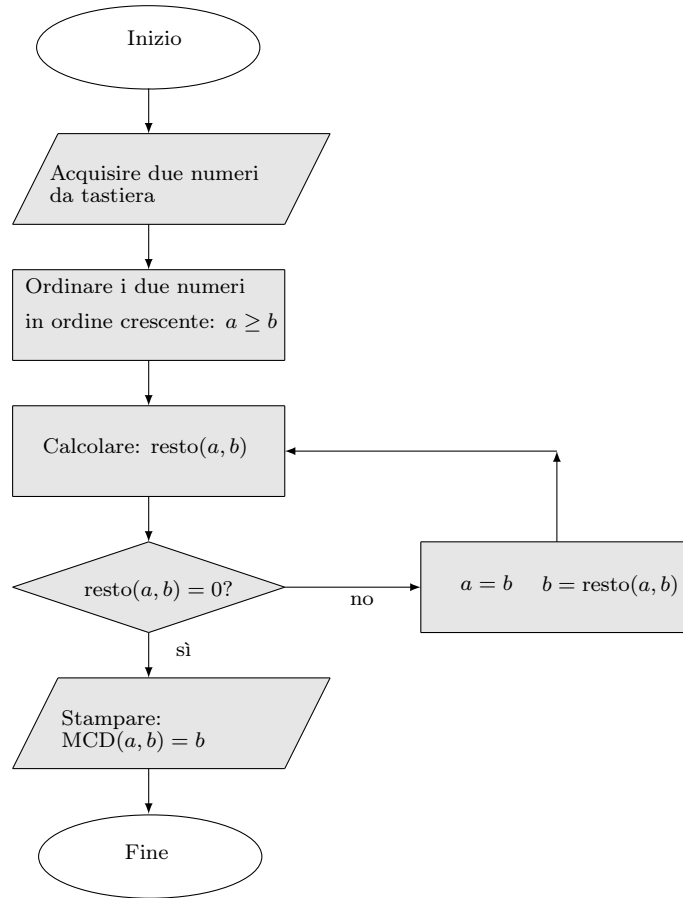 Inizio
Acquisire due numeri
da tastiera
Ordinare i due numeri
in ordine crescente: a ≥ b
Calcolare: resto(a, b)
resto(a, b) = 0?
no
a = b b = resto(a, b)
sì
Stampare:
MCD(a, b) = b
Fine